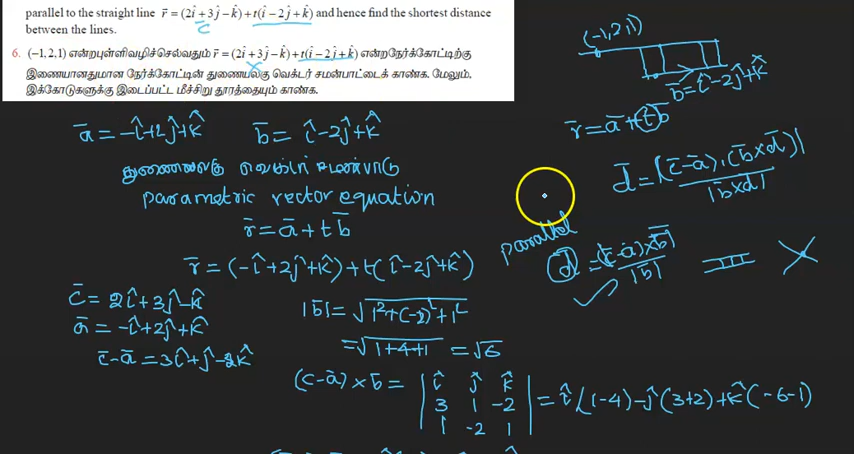 parallel to the straight line r⃗ = (2î + 3ĵ − k̂) + t(î − 2ĵ + k̂) and hence find the shortest distance
between the lines.
c̄
6. (−1,2,1) என்றபுள்ளிவழிச்செல்வதும் r⃗ = (2î + 3ĵ − k̂) + t(î − 2ĵ + k̂) என்றநேர்க்கோட்டிற்கு
இணையானதுமான நேர்க்கோட்டின் துணையலகு வெக்டர் சமன்பாட்டைக் காண்க. மேலும்,
இக்கோடுகளுக்கு இடைப்பட்ட மீச்சிறு தூரத்தையும் காண்க.
(-1,2,1)
b̄ = î-2ĵ+k̂
r̄ = ā + t b̄
d̄ = |(c̄-ā)·(b̄×d̄)| / |b̄×d̄|
ā = -î+2ĵ+k̂ b̄ = î-2ĵ+k̂
துணையலகு வெக்டர் சமன்பாடு
parametric vector equation
r̄ = ā + t b̄
parallel
d̄ = |(c̄-ā)×b̄| / |b̄|
r̄ = (-î+2ĵ+k̂)+t(î-2ĵ+k̂)
c̄ = 2î+3ĵ-k̂
ā = -î+2ĵ+k̂
c̄-ā = 3î+ĵ-2k̂
|b̄| = √(1²+(-2)²+1²)
= √(1+4+1) = √6
(c-ā)×b̄ = | î ĵ k̂ | = î(1-4)-ĵ(3+2)+k̂(-6-1)
3 1 -2
1 -2 1